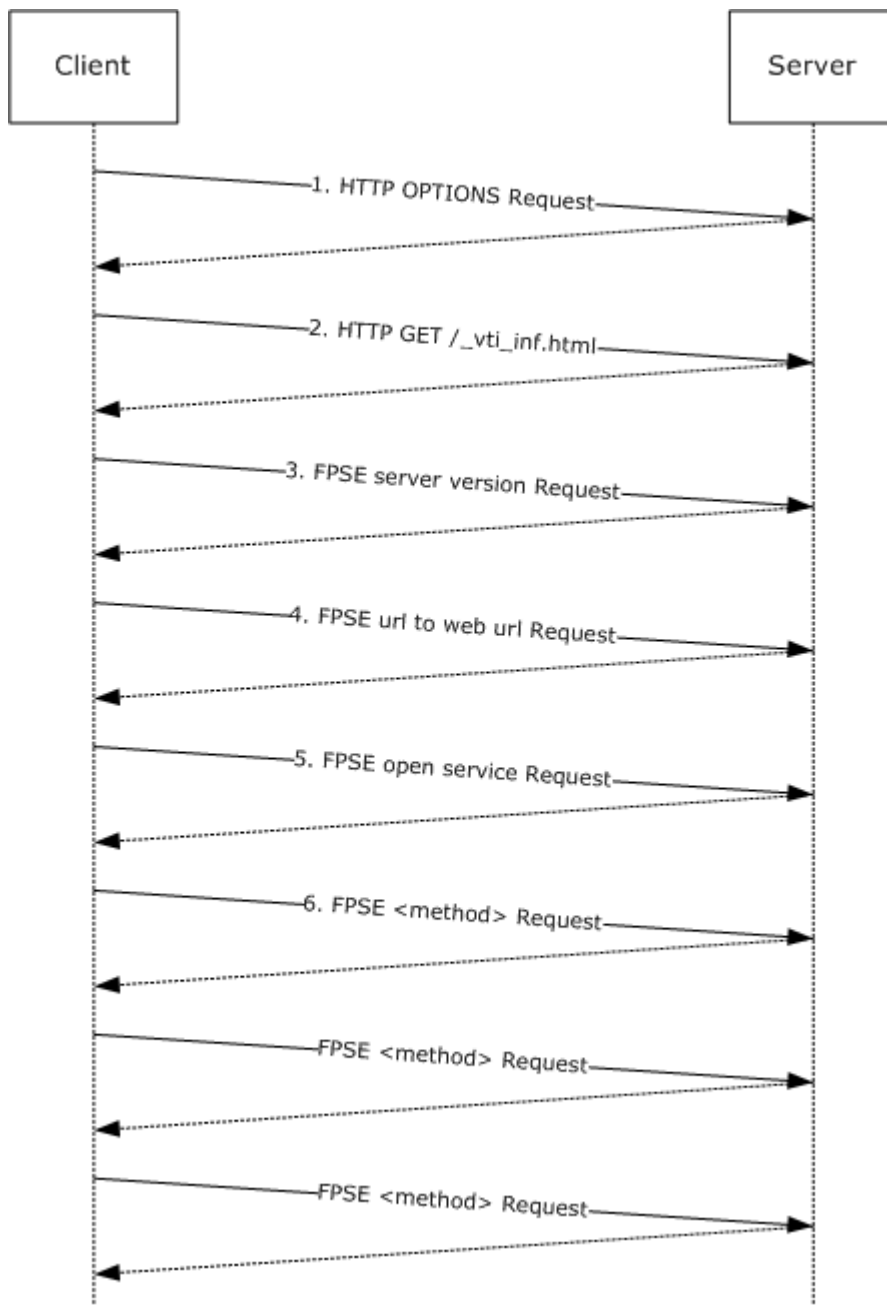 Client
Server
1. HTTP OPTIONS Request
2. HTTP GET /_vti_inf.html
3. FPSE server version Request
4. FPSE url to web url Request
5. FPSE open service Request
6. FPSE <method> Request
FPSE <method> Request
FPSE <method> Request